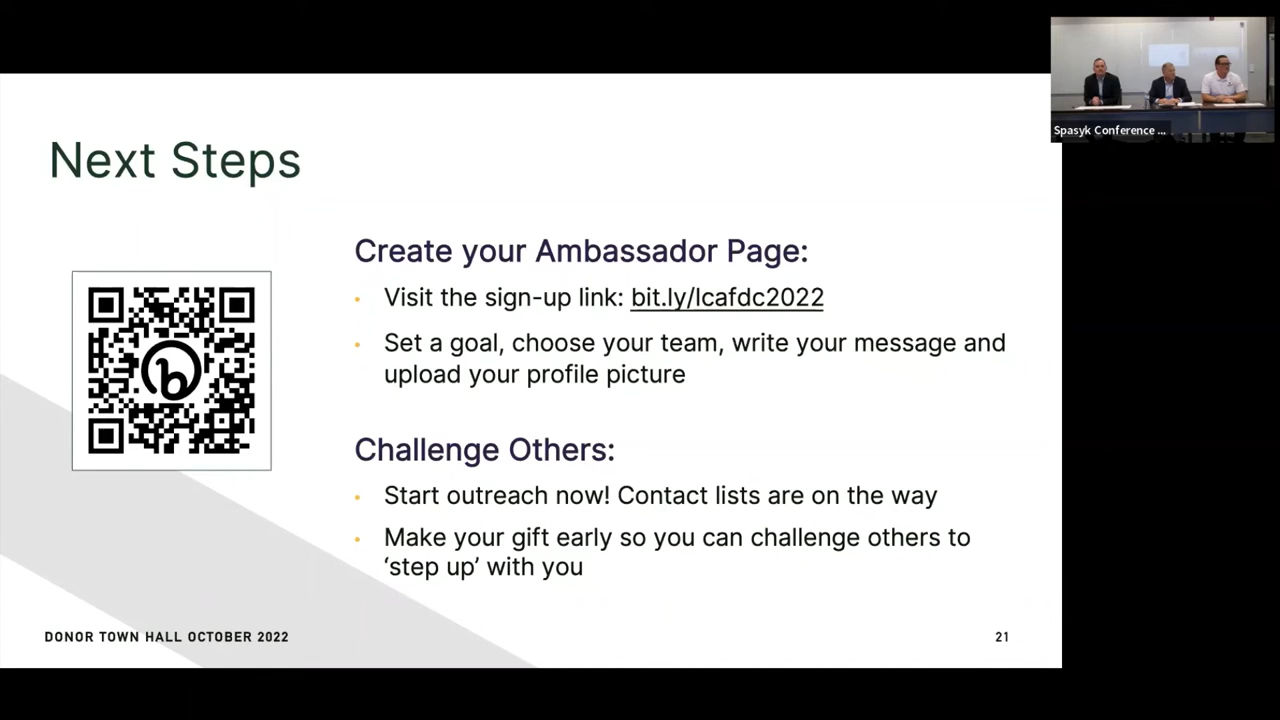 Next Steps
Create your Ambassador Page:
• Visit the sign-up link: bit.ly/lcafdc2022
• Set a goal, choose your team, write your message and
upload your profile picture
Challenge Others:
• Start outreach now! Contact lists are on the way
• Make your gift early so you can challenge others to
‘step up’ with you
DONOR TOWN HALL OCTOBER 2022
21
Spasyk Conference ...